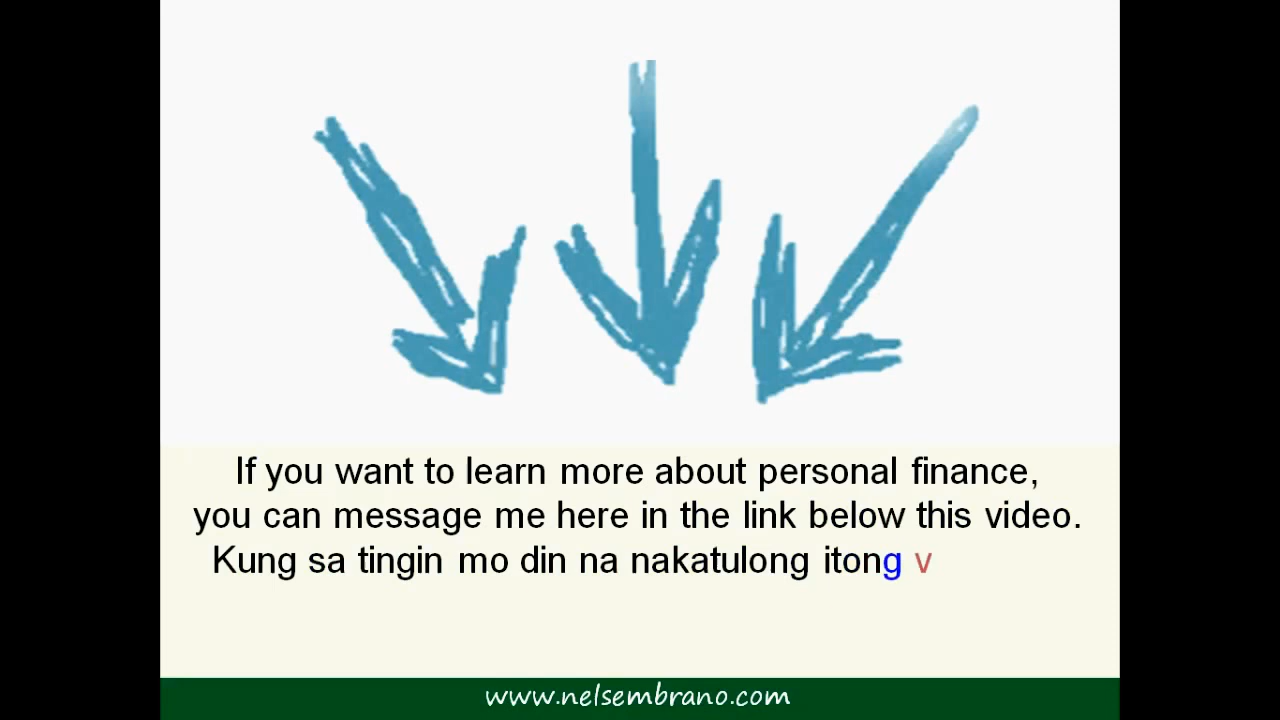 If you want to learn more about personal finance,
you can message me here in the link below this video.
Kung sa tingin mo din na nakatulong itong v
www.nelsembrano.com